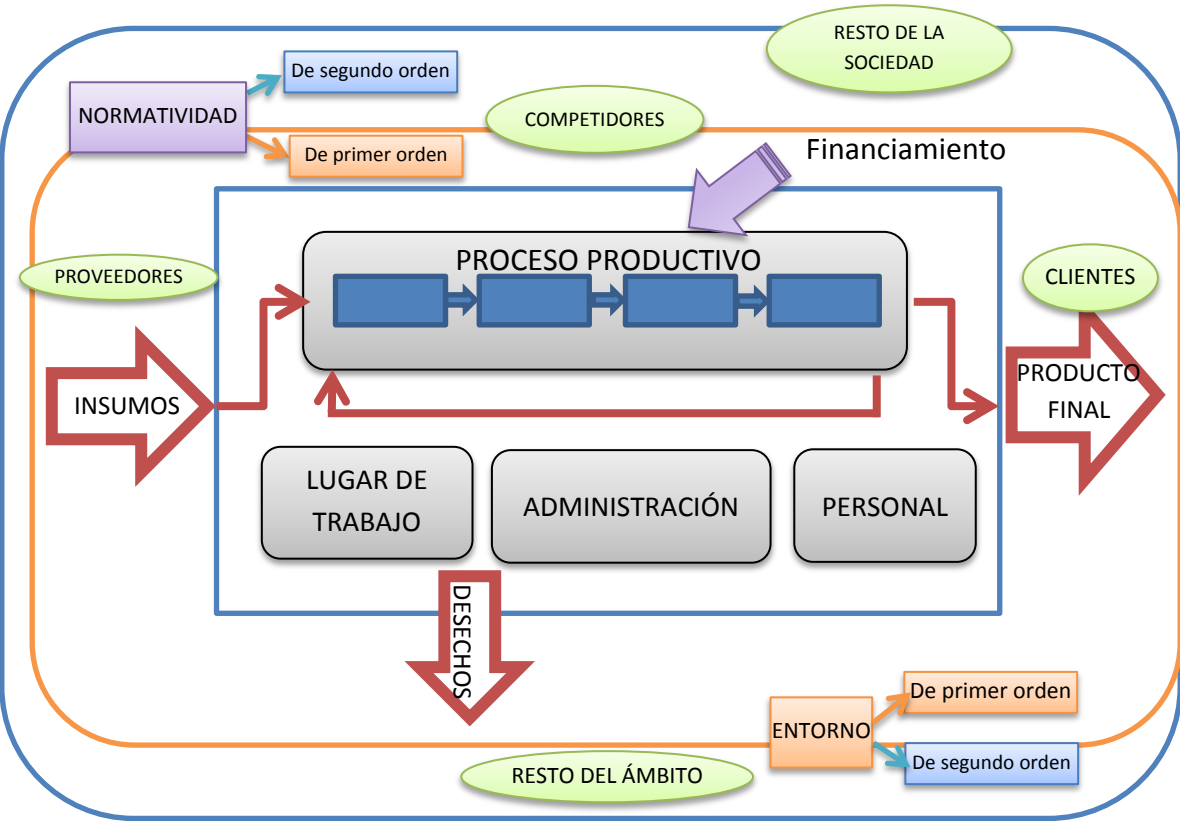 RESTO DE LA
SOCIEDAD
De segundo orden
NORMATIVIDAD
COMPETIDORES
De primer orden
Financiamiento
PROCESO PRODUCTIVO
PROVEEDORES
CLIENTES
INSUMOS
PRODUCTO
FINAL
LUGAR DE
TRABAJO
ADMINISTRACIÓN
PERSONAL
DESECHOS
De primer orden
ENTORNO
De segundo orden
RESTO DEL ÁMBITO